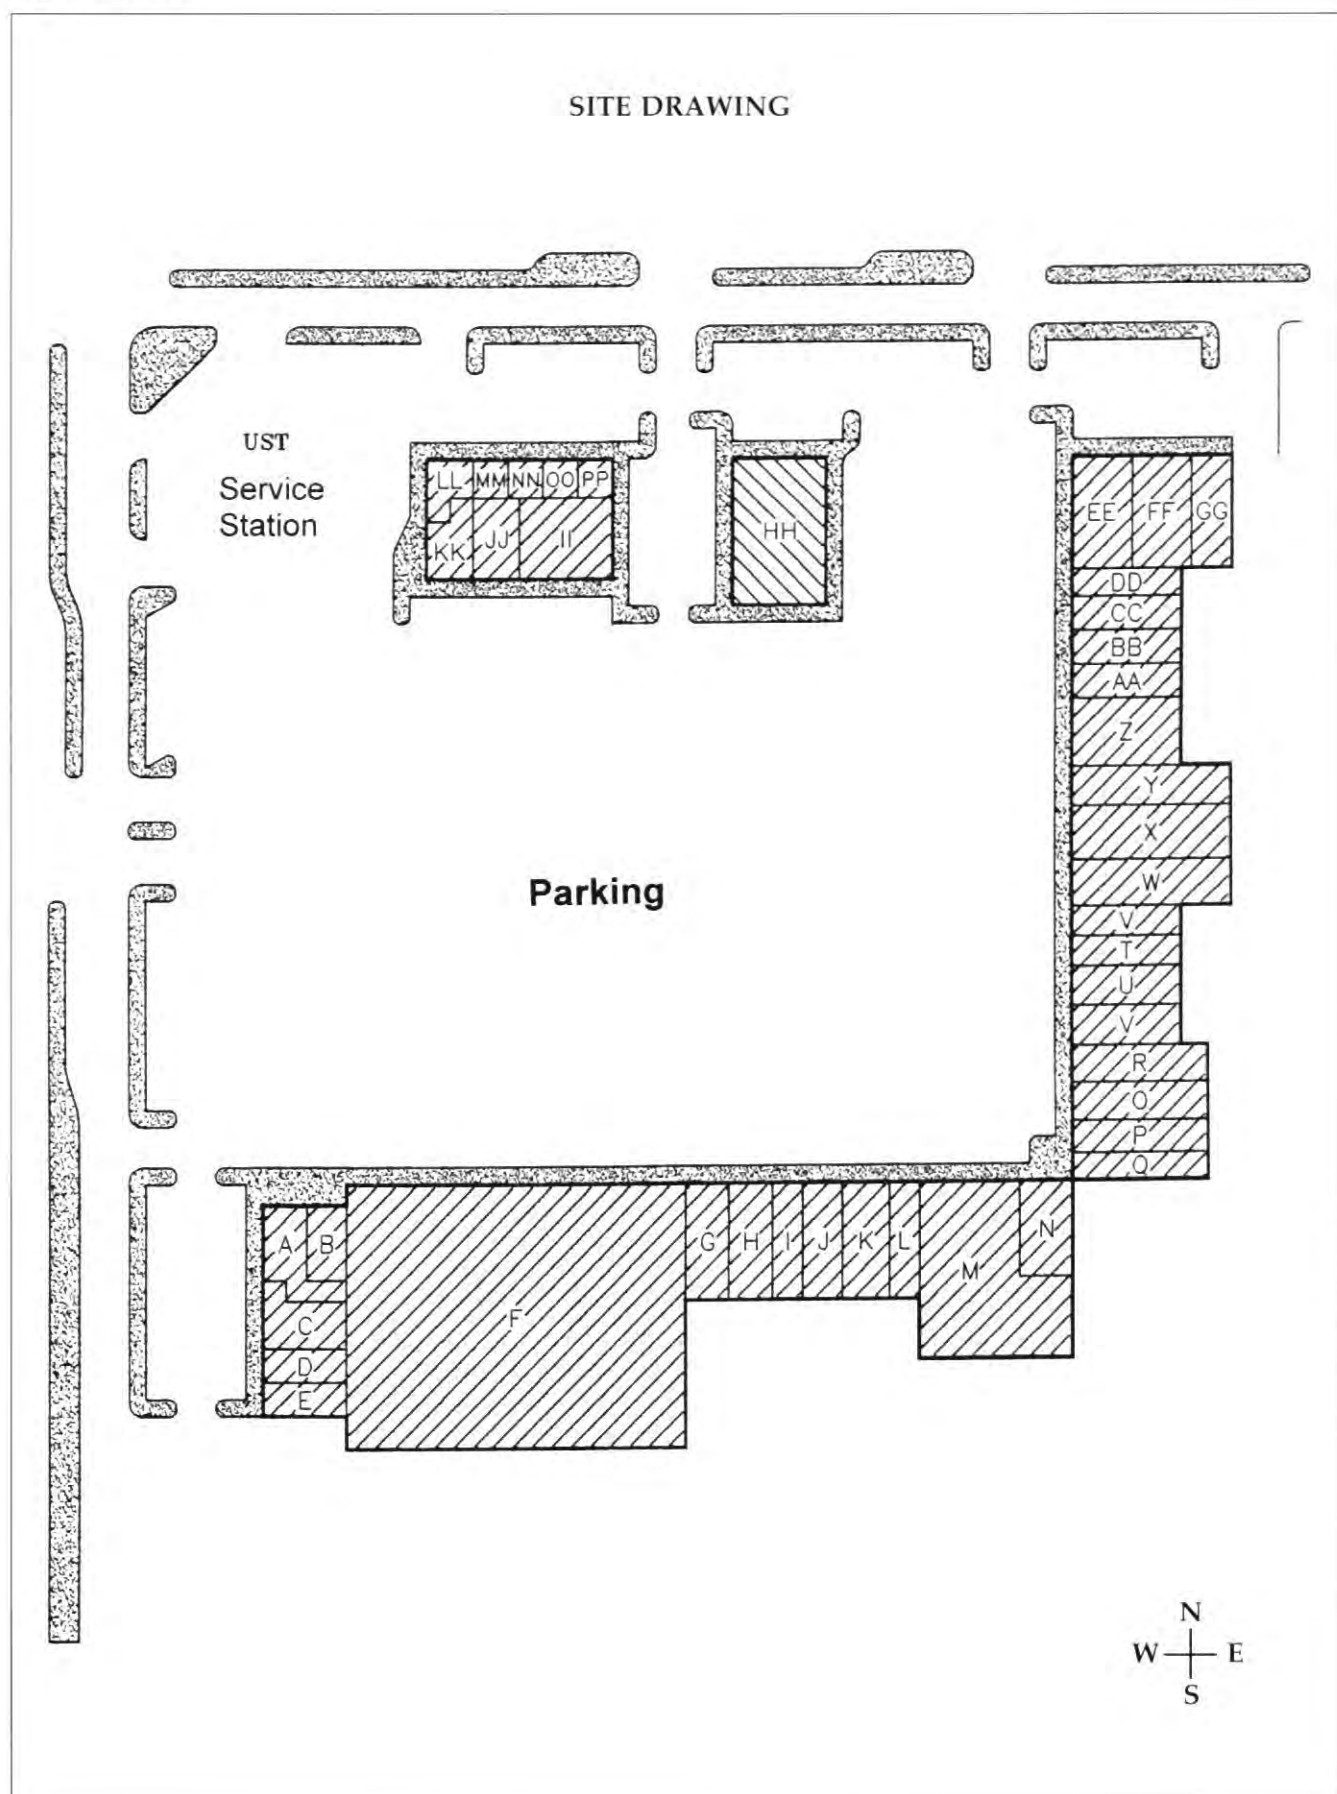 SITE DRAWING
UST
Service
Station
LL MM NN OO PP
KK JJ II
HH
EE FF GG
DD
CC
BB
AA
Z
Y
X
W
V
T
U
V
R
O
P
Q
Parking
A B
C
D
E
F
G H I J K L
M
N
N
W E
S